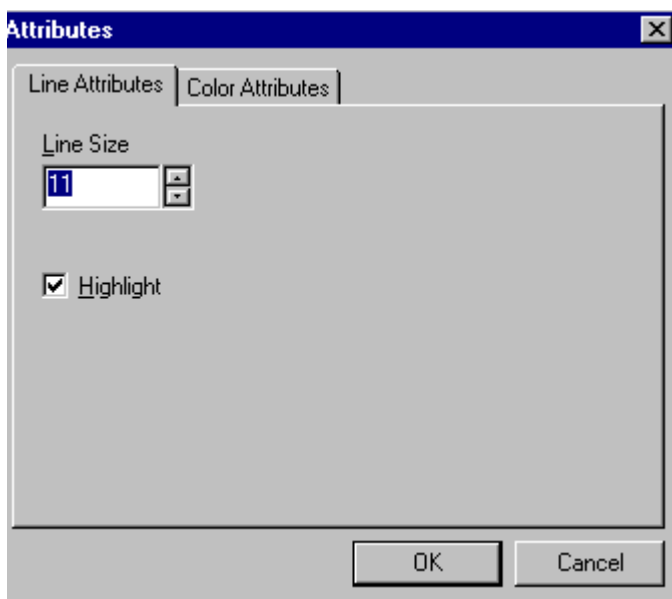 Attributes
Line Attributes Color Attributes
Line Size
11
Highlight
OK Cancel